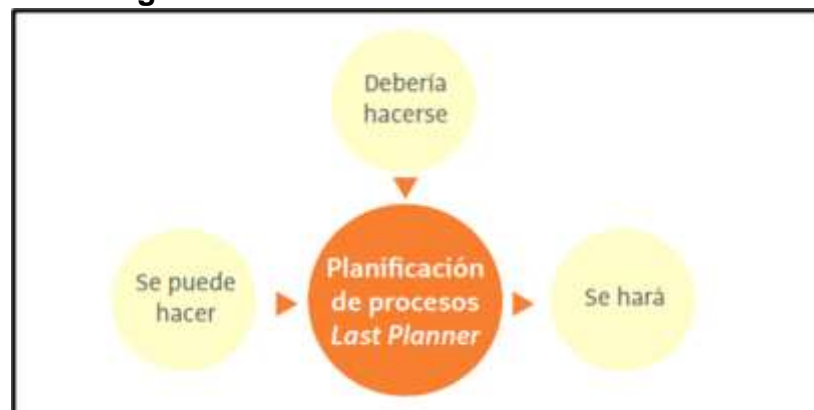 Debería
hacerse
Se puede
hacer
Planificación
de procesos
Last Planner
Se hará